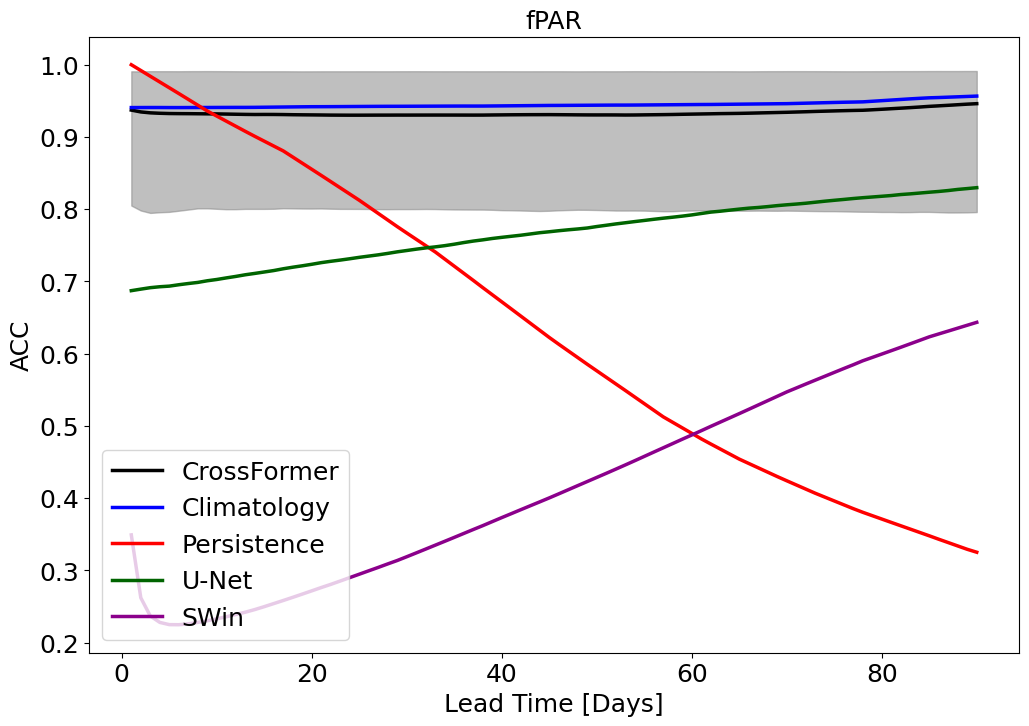 fPAR
ACC
1.0
0.9
0.8
0.7
0.6
0.5
0.4
0.3
0.2
CrossFormer
Climatology
Persistence
U-Net
SWin
0 20 40 60 80
Lead Time [Days]